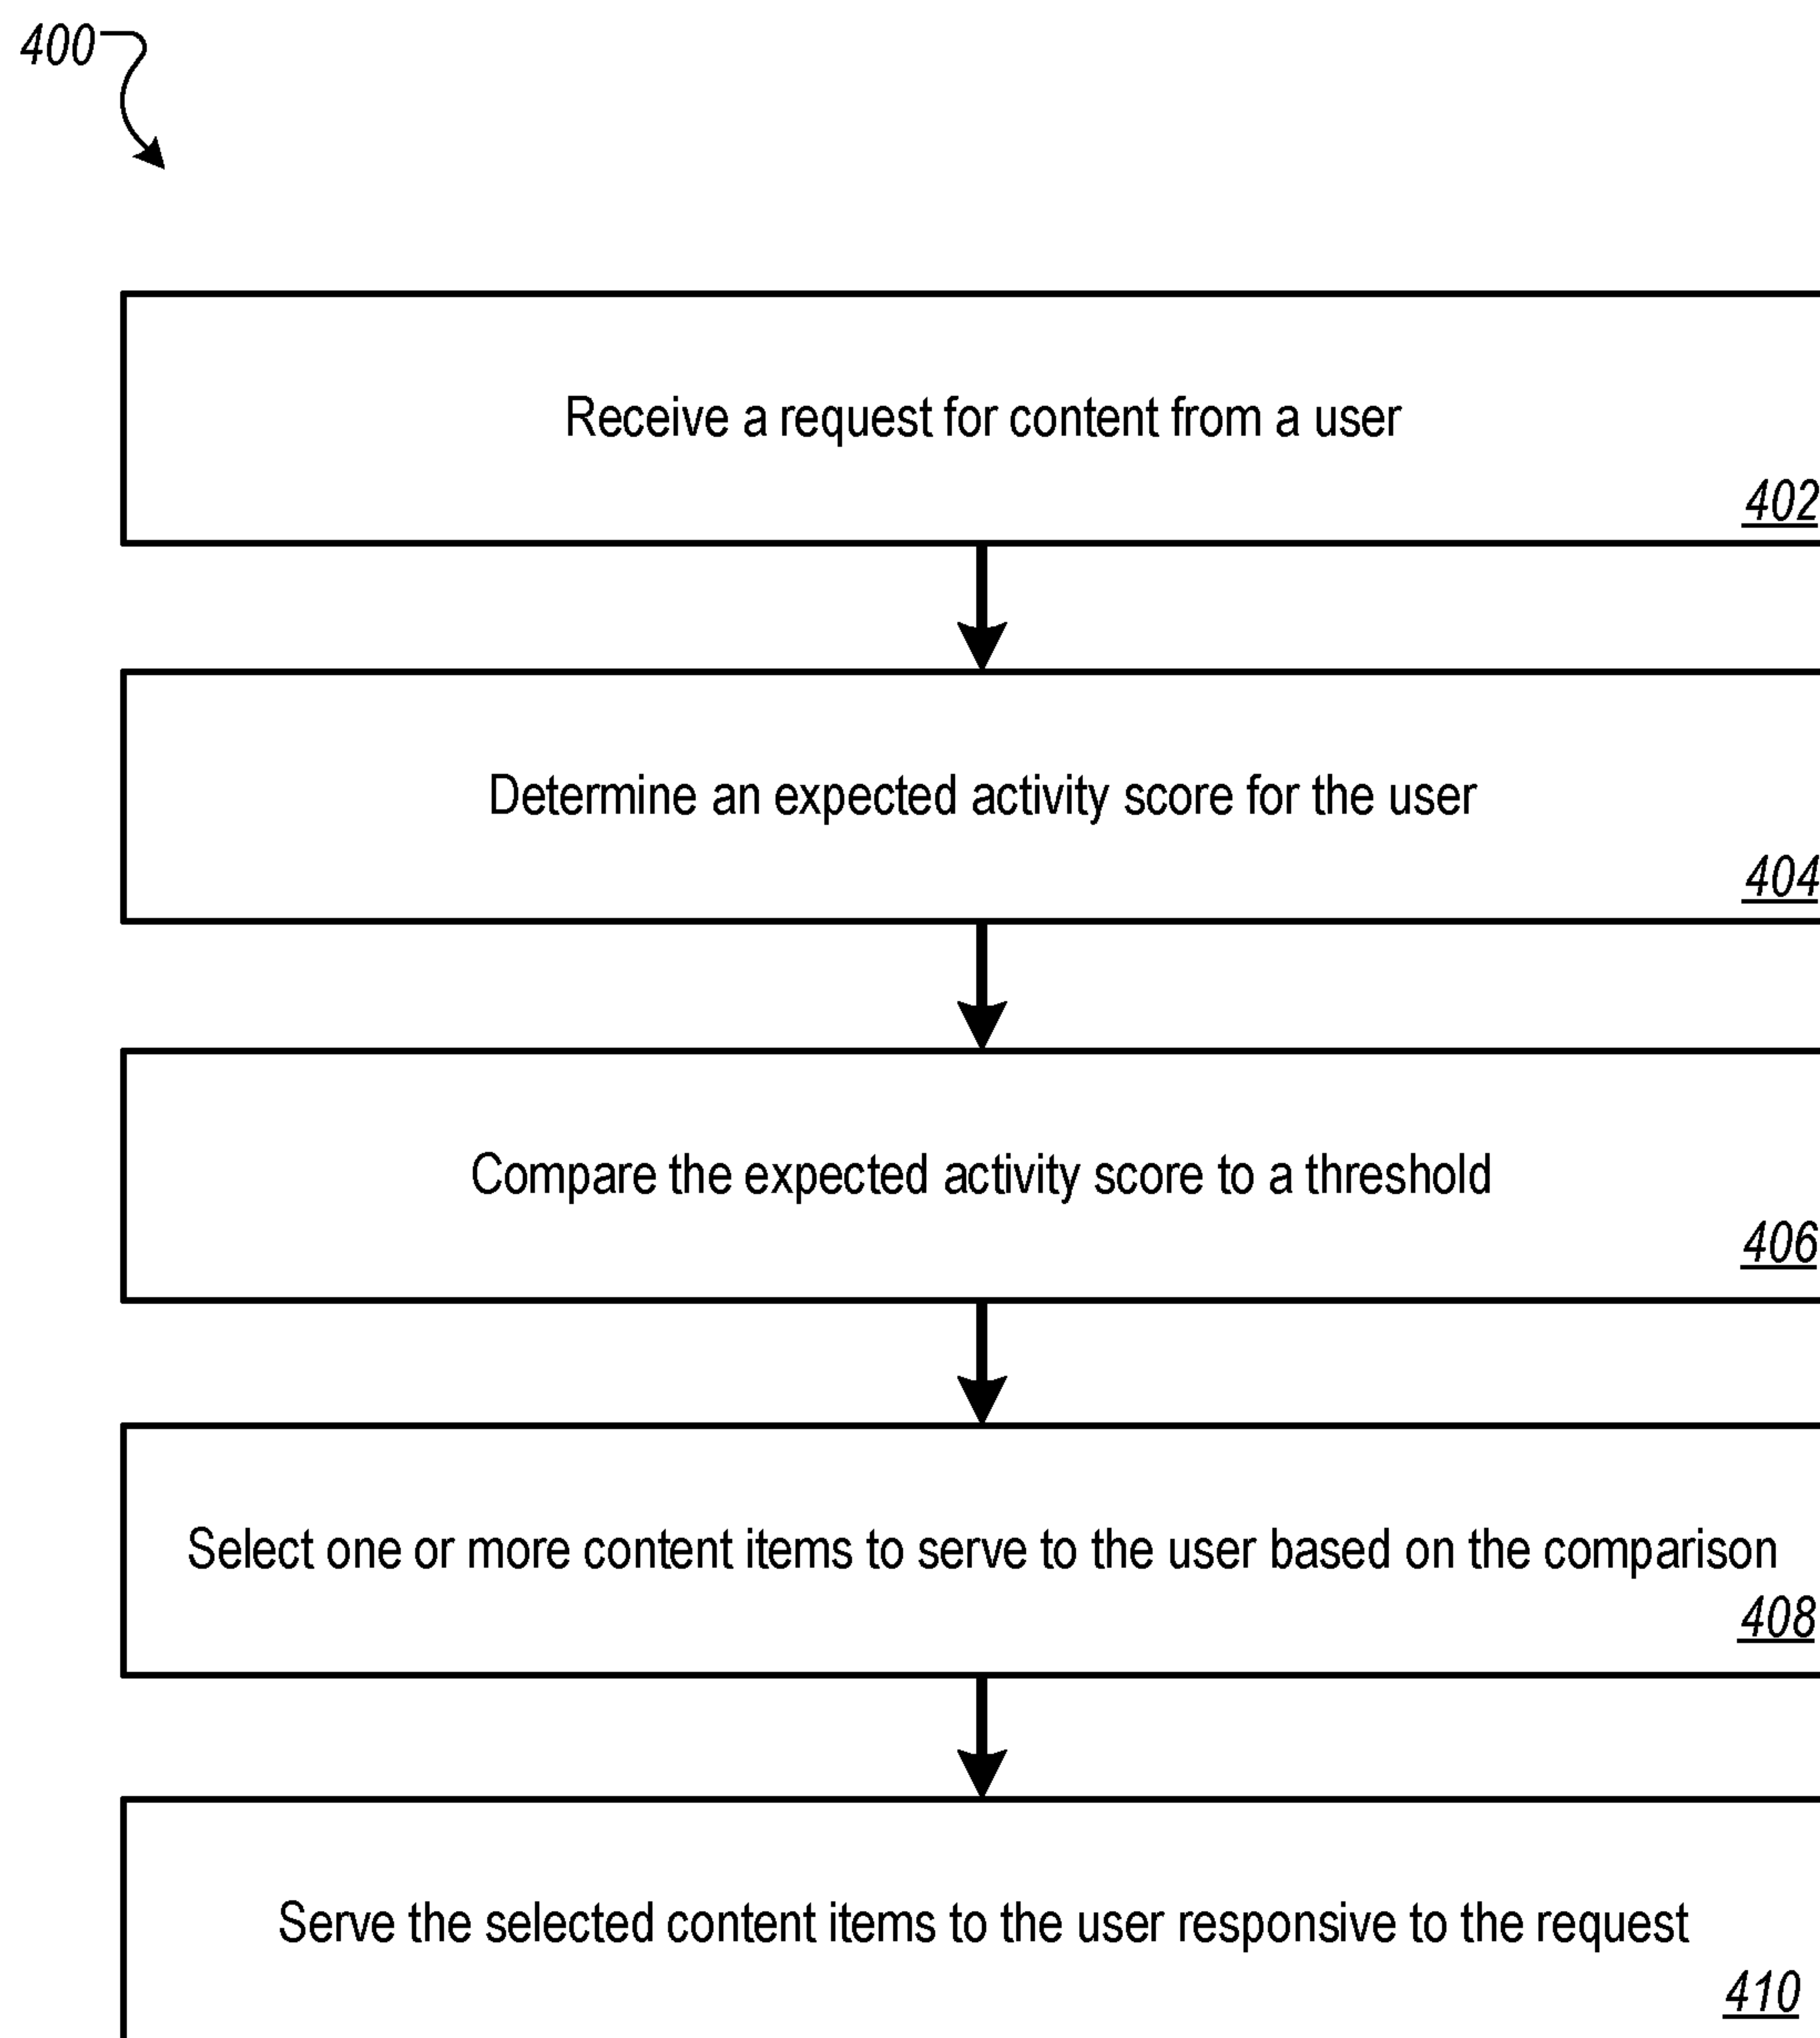 400
Receive a request for content from a user
402
Determine an expected activity score for the user
404
Compare the expected activity score to a threshold
406
Select one or more content items to serve to the user based on the comparison
408
Serve the selected content items to the user responsive to the request
410